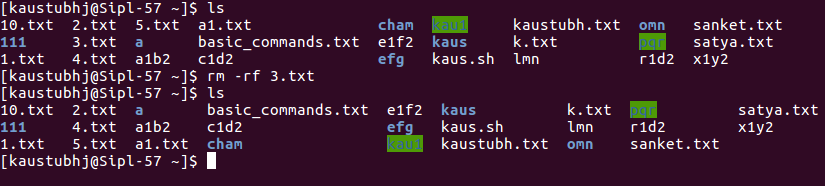 [kaustubhj@Sipl-57 ~]$ ls
10.txt 2.txt 5.txt a1.txt cham kau1 kaustubh.txt omn sanket.txt
111 3.txt a basic_commands.txt e1f2 kaus k.txt pqr satya.txt
1.txt 4.txt a1b2 c1d2 efg kaus.sh lmn r1d2 x1y2
[kaustubhj@Sipl-57 ~]$ rm -rf 3.txt
[kaustubhj@Sipl-57 ~]$ ls
10.txt 2.txt a basic_commands.txt e1f2 kaus k.txt pqr satya.txt
111 4.txt a1b2 c1d2 efg kaus.sh lmn r1d2 x1y2
1.txt 5.txt a1.txt cham kau1 kaustubh.txt omn sanket.txt
[kaustubhj@Sipl-57 ~]$